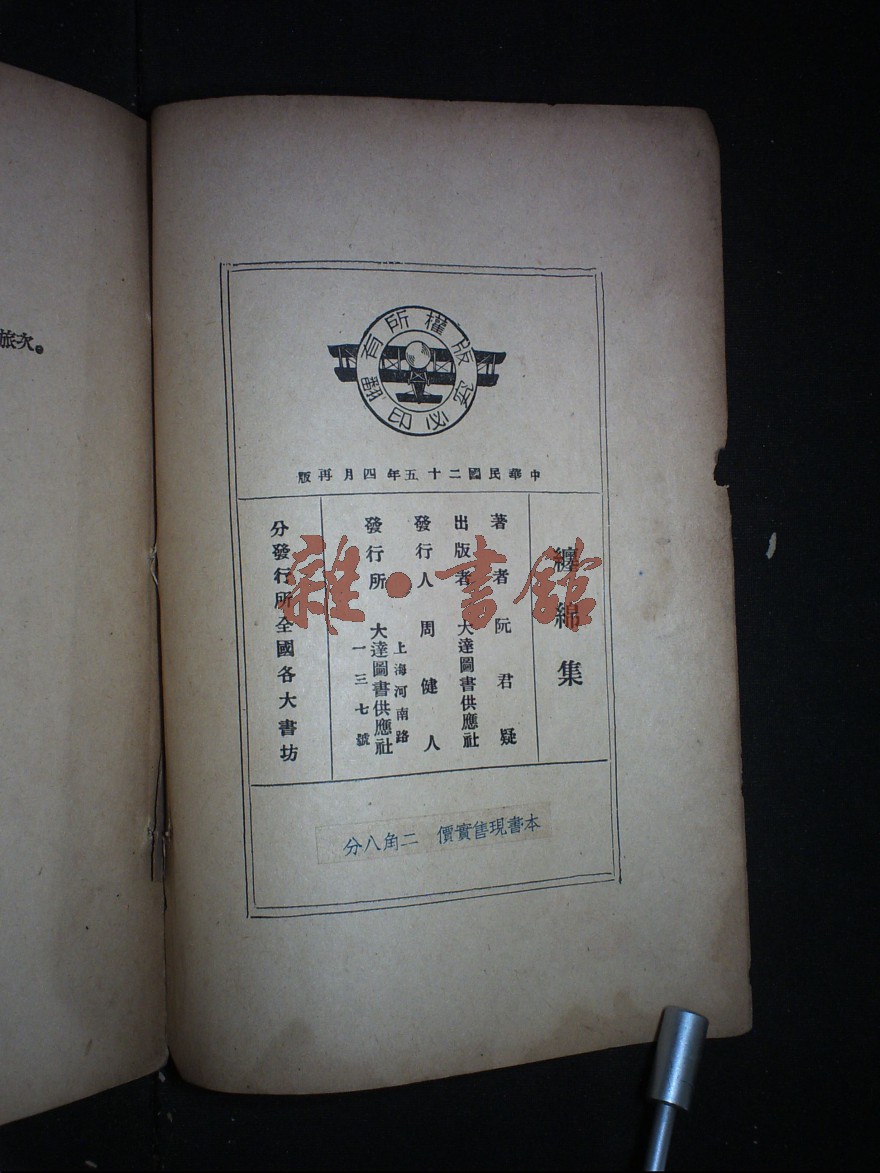 旅次。
版權所有
翻印必究
中華民國二十五年四月再版
纏綿集
著者 阮君疑
出版者 大達圖書供應社
發行人 周健人
發行所 上海河南路一三七號
大達圖書供應社
分發行所全國各大書坊
本書現售實價 二角八分
雜·書館